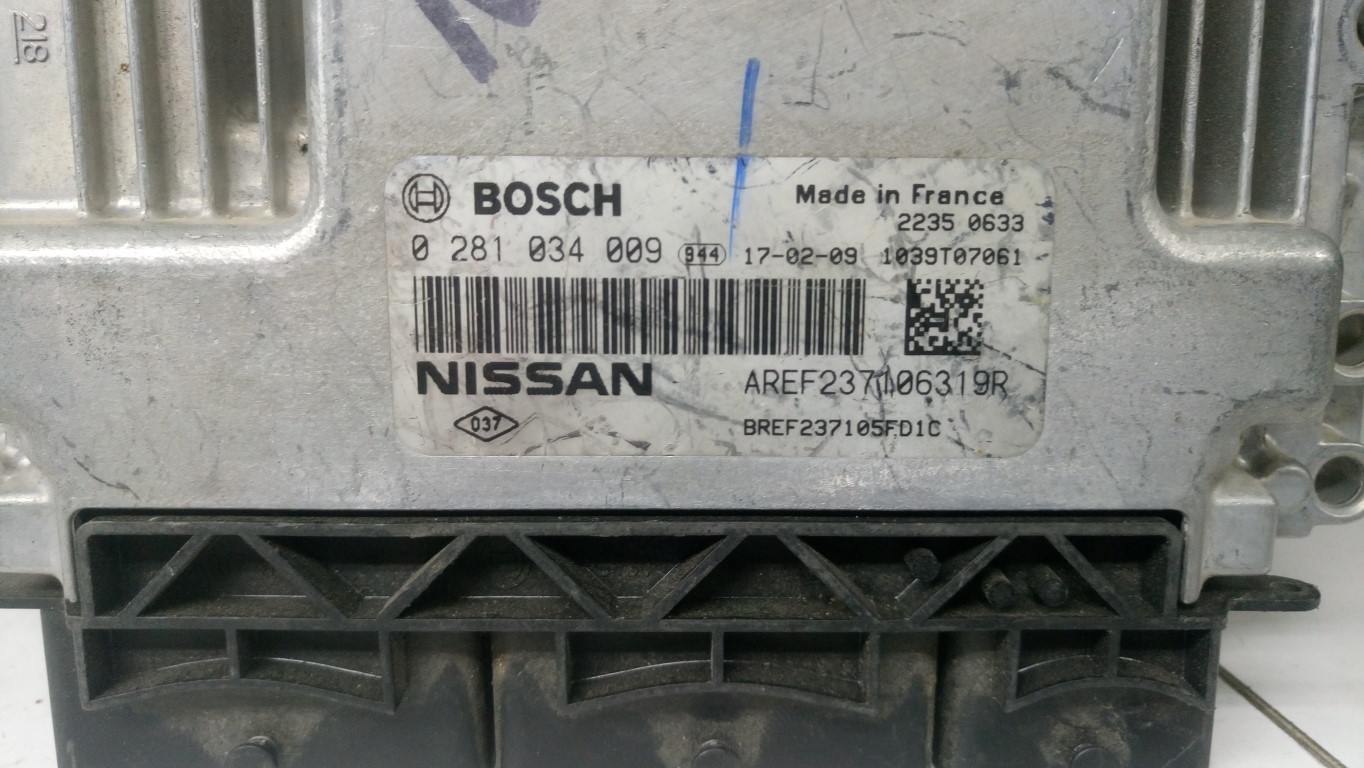 218
BOSCH
Made in France
2235 0633
0 281 034 009 944 17-02-09 1039T07061
NISSAN
AREF237106319R
037
BREF237105FD1C